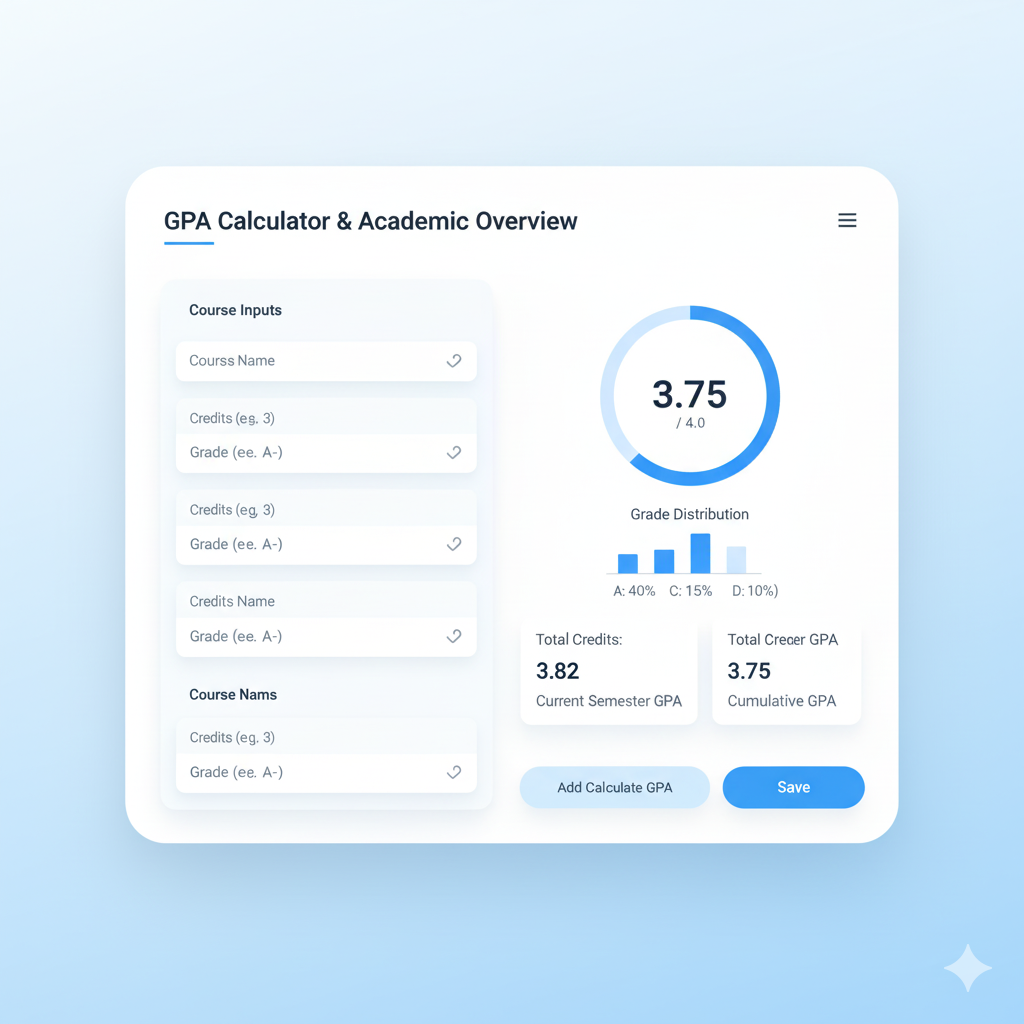 GPA Calculator & Academic Overview
Course Inputs
Courss Name
Credits (eg. 3)
Grade (ee. A-)
Credits (eg, 3)
Grade (ee. A-)
Credits Name
Grade (ee. A-)
Course Nams
Credits (eg. 3)
Grade (ee. A-)
3.75
/ 4.0
Grade Distribution
A: 40% C: 15% D: 10%)
Total Credits:
3.82
Current Semester GPA
Total Creœr GPA
3.75
Cumulative GPA
Add Calculate GPA
Save